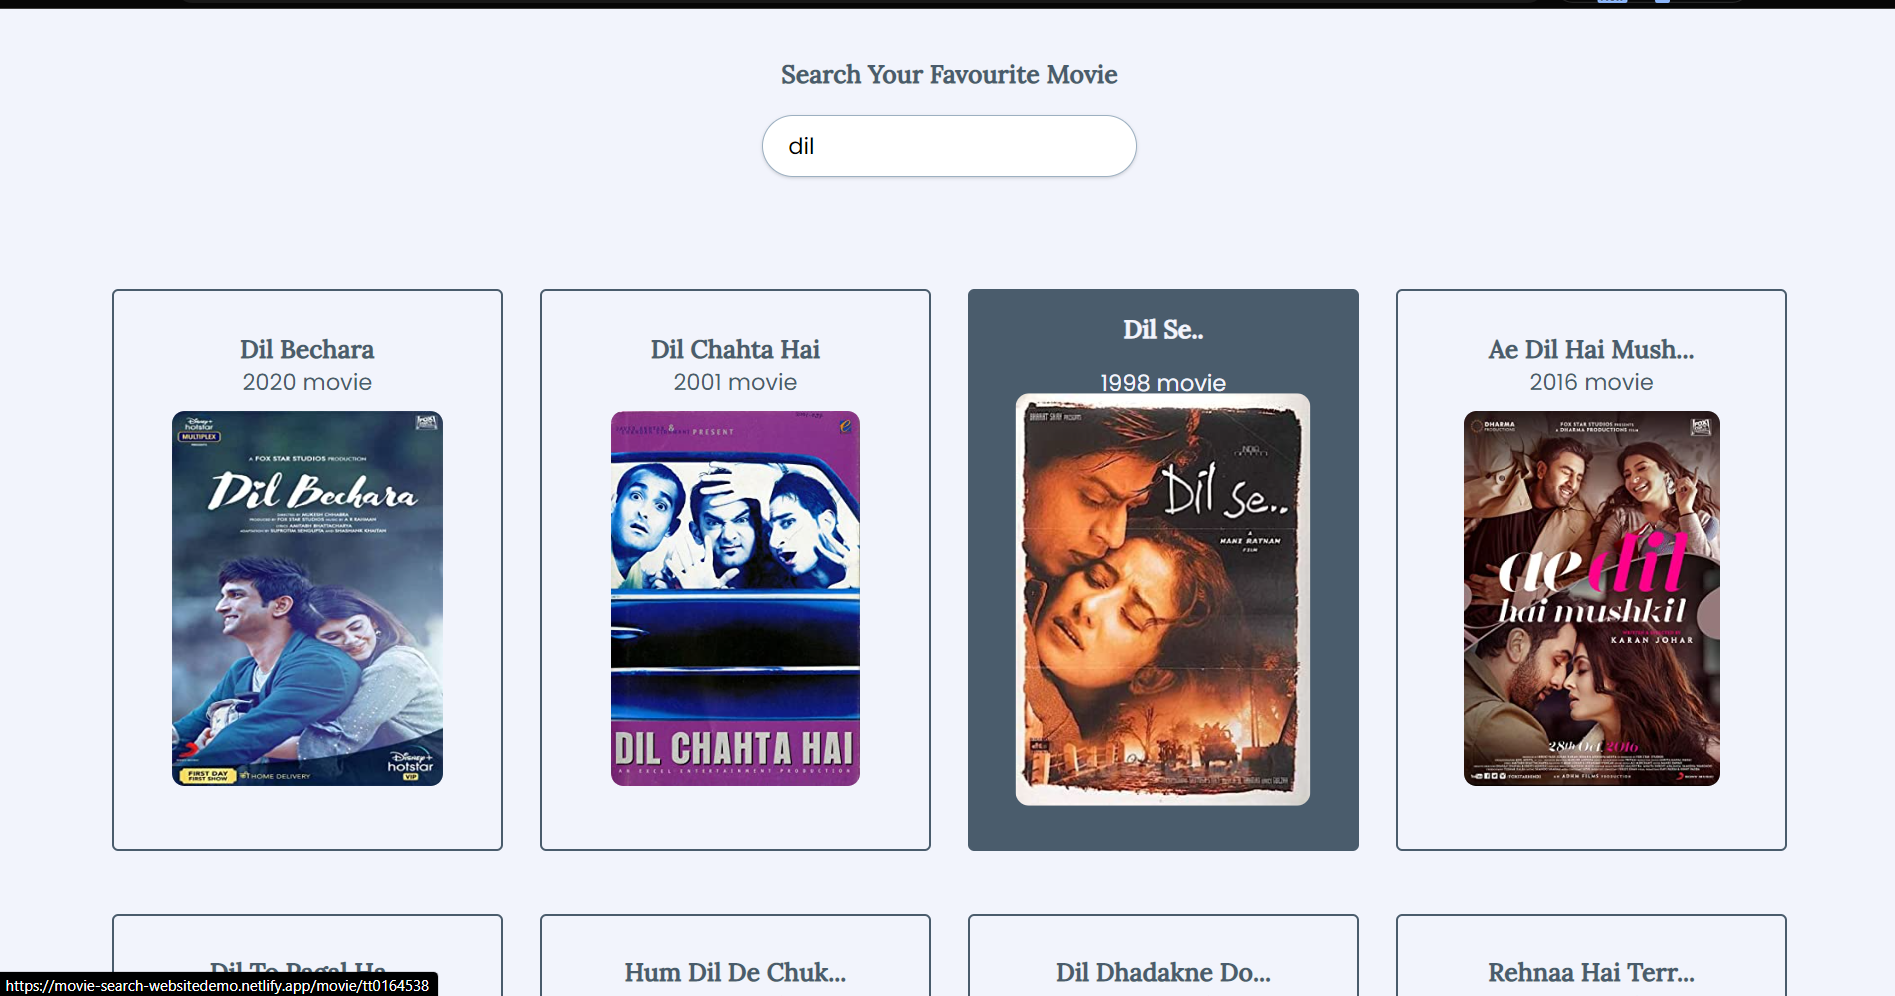 Search Your Favourite Movie
dil
Dil Bechara
2020 movie
Disney+
hotstar
MULTIPLEX
A FOX STAR STUDIOS PRODUCTION
Dil Bechara
DIRECTED BY MUKESH CHHABRA
FIRST DAY
FIRST SHOW
HOME DELIVERY
Disney+
hotstar
VIP
Dil Chahta Hai
2001 movie
PRESENT
DIL CHAHTA HAI
AN EXCEL ENTERTAINMENT PRODUCTION
Dil Se..
1998 movie
Dil Se..
A
MANI RATNAM
FILM
Ae Dil Hai Mush...
2016 movie
DHARMA
PRODUCTIONS
FOX STAR STUDIOS PRESENTS
A DHARMA PRODUCTIONS FILM
ae dil
hai mushkil
KARAN JOHAR
28th Oct, 2016
Hum Dil De Chuk...
Dil Dhadakne Do...
Rehnaa Hai Terr...
https://movie-search-websitedemo.netlify.app/movie/tt0164538